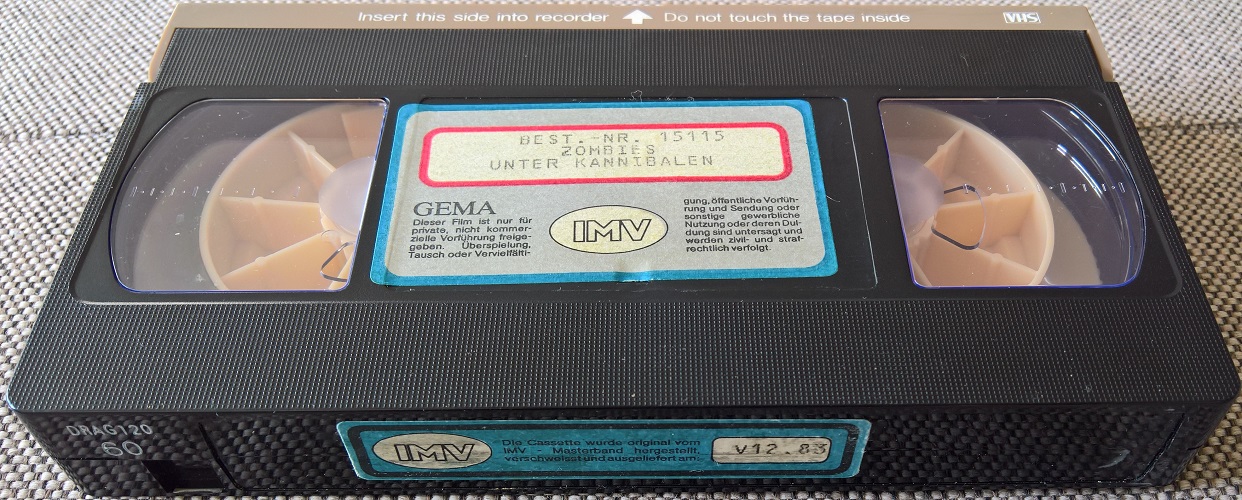 Insert this side into recorder Do not touch the tape inside VHS
BEST.-NR. 15115
ZOMBIES
UNTER KANNIBALEN
GEMA
Dieser Film ist nur für
private, nicht kommer-
zielle Vorführung freige-
geben. Überspielung,
Tausch oder Vervielfälti-
IMV
gung, öffentliche Vorfüh-
rung und Sendung oder
sonstige gewerbliche
Nutzung oder deren Dul-
dung sind untersagt und
werden zivil- und straf-
rechtlich verfolgt.
DRAG120
60
IMV
Die Cassette wurde original vom
IMV - Masterband hergestellt,
verschweisst und ausgeliefert am:
V12.83